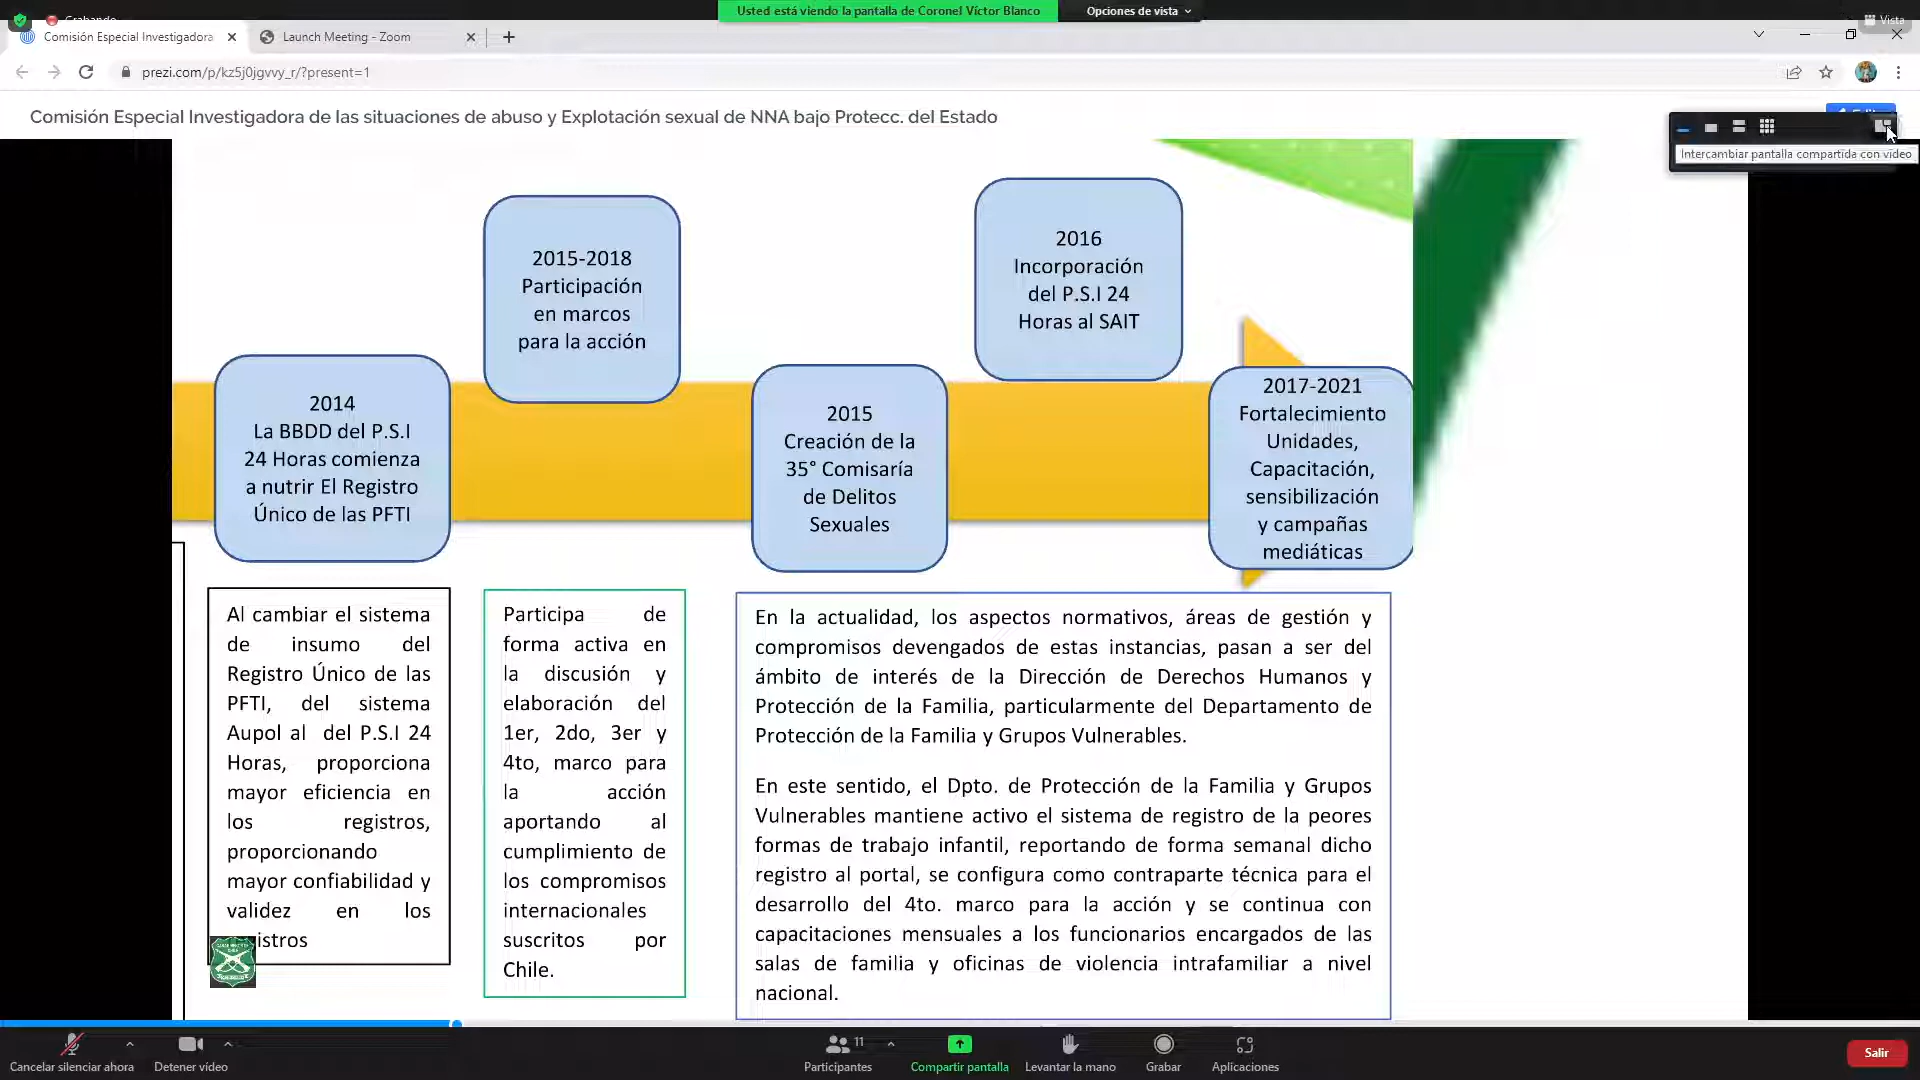 Grabando
Usted está viendo la pantalla de Coronel Víctor Blanco
Opciones de vista
Vista
Comisión Especial Investigadora
Launch Meeting - Zoom
prezi.com/p/kz5j0jgvvy_r/?present=1
Comisión Especial Investigadora de las situaciones de abuso y Explotación sexual de NNA bajo Protecc. del Estado
Intercambiar pantalla compartida con video
2014
La BBDD del P.S.I
24 Horas comienza
a nutrir El Registro
Único de las PFTI
2015-2018
Participación
en marcos
para la acción
2015
Creación de la
35° Comisaría
de Delitos
Sexuales
2016
Incorporación
del P.S.I 24
Horas al SAIT
2017-2021
Fortalecimiento
Unidades,
Capacitación,
sensibilización
y campañas
mediáticas
Al cambiar el sistema
de insumo del
Registro Único de las
PFTI, del sistema
Aupol al del P.S.I 24
Horas, proporciona
mayor eficiencia en
los registros,
proporcionando
mayor confiabilidad y
validez en los
istros
Participa de
forma activa en
la discusión y
elaboración del
1er, 2do, 3er y
4to, marco para
la acción
aportando al
cumplimiento de
los compromisos
internacionales
suscritos por
Chile.
En la actualidad, los aspectos normativos, áreas de gestión y
compromisos devengados de estas instancias, pasan a ser del
ámbito de interés de la Dirección de Derechos Humanos y
Protección de la Familia, particularmente del Departamento de
Protección de la Familia y Grupos Vulnerables.
En este sentido, el Dpto. de Protección de la Familia y Grupos
Vulnerables mantiene activo el sistema de registro de la peores
formas de trabajo infantil, reportando de forma semanal dicho
registro al portal, se configura como contraparte técnica para el
desarrollo del 4to. marco para la acción y se continua con
capacitaciones mensuales a los funcionarios encargados de las
salas de familia y oficinas de violencia intrafamiliar a nivel
nacional.
Cancelar silenciar ahora
Detener video
11
Participantes
Compartir pantalla
Levantar la mano
Grabar
Aplicaciones
Salir